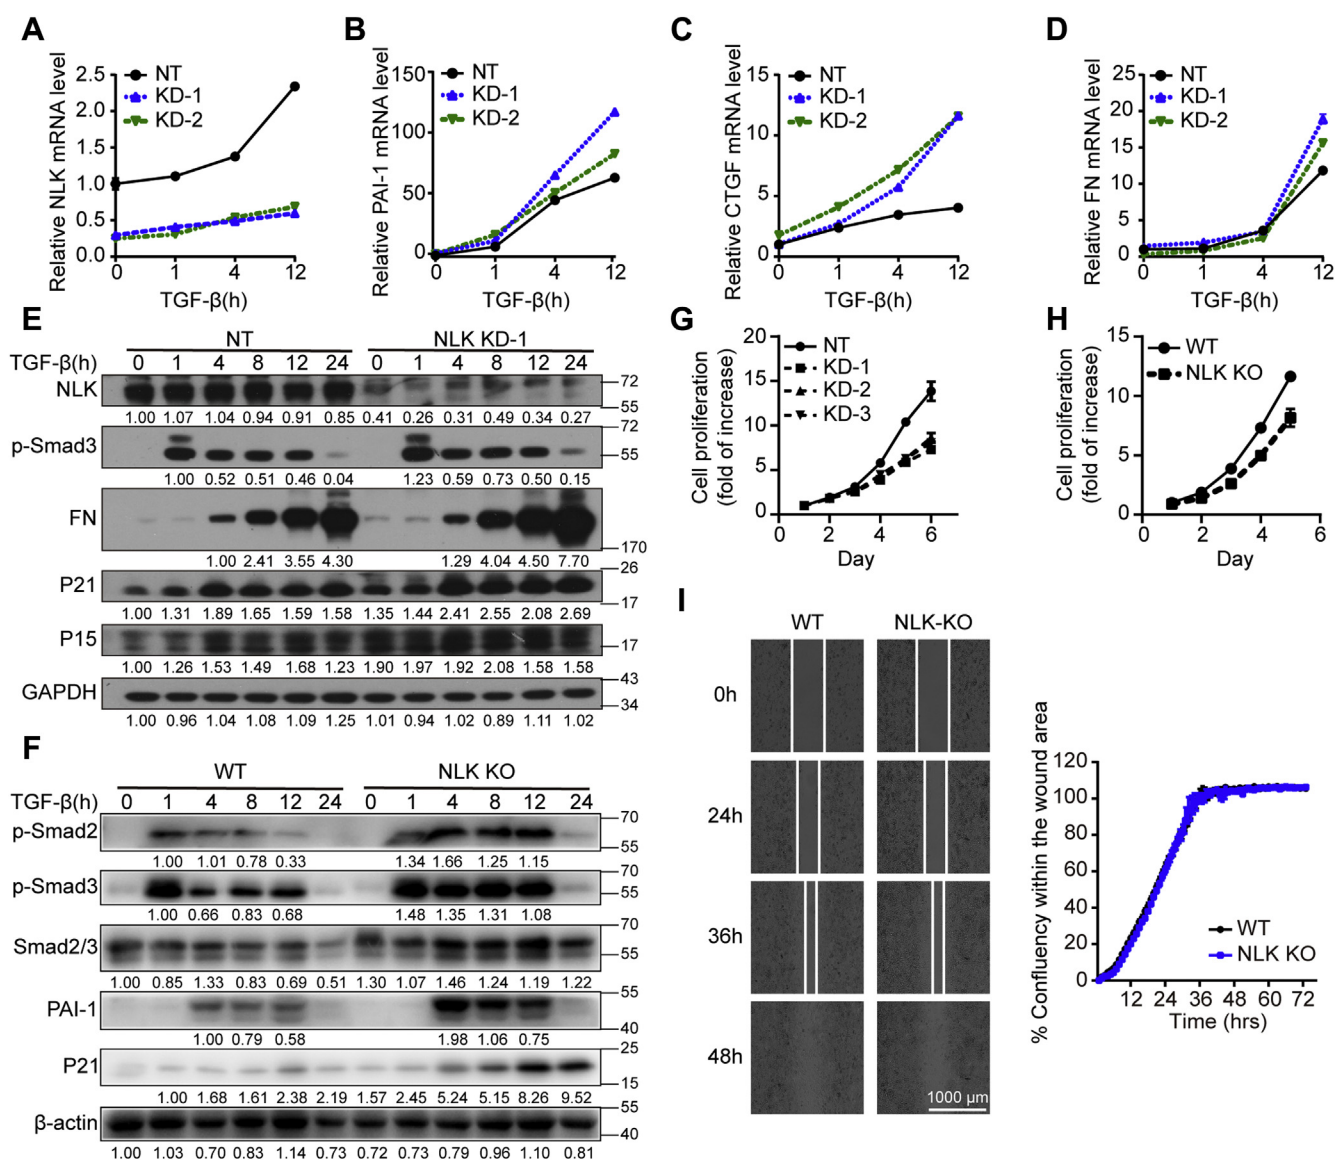 A
Relative NLK mRNA level
2.5
2.0
1.5
1.0
0.5
0.0
NT
KD-1
KD-2
0 1 4 12
TGF-β(h)
B
Relative PAI-1 mRNA level
150
100
50
0
NT
KD-1
KD-2
0 1 4 12
TGF-β(h)
C
Relative CTGF mRNA level
15
10
5
0
NT
KD-1
KD-2
0 1 4 12
TGF-β(h)
D
Relative FN mRNA level
25
20
15
10
5
0
NT
KD-1
KD-2
0 1 4 12
TGF-β(h)
E
NT NLK KD-1
TGF-β(h) 0 1 4 8 12 24 0 1 4 8 12 24
NLK 72
55
1.00 1.07 1.04 0.94 0.91 0.85 0.41 0.26 0.31 0.49 0.34 0.27
p-Smad3 72
55
1.00 0.52 0.51 0.46 0.04 1.23 0.59 0.73 0.50 0.15
FN
170
1.00 2.41 3.55 4.30 1.29 4.04 4.50 7.70
P21 26
17
1.00 1.31 1.89 1.65 1.59 1.58 1.35 1.44 2.41 2.55 2.08 2.69
P15 17
1.00 1.26 1.53 1.49 1.68 1.23 1.90 1.97 1.92 2.08 1.58 1.58
GAPDH 43
34
1.00 0.96 1.04 1.08 1.09 1.25 1.01 0.94 1.02 0.89 1.11 1.02
F
WT NLK KO
TGF-β(h) 0 1 4 8 12 24 0 1 4 8 12 24
p-Smad2 70
55
1.00 1.01 0.78 0.33 1.34 1.66 1.25 1.15
p-Smad3 70
55
1.00 0.66 0.83 0.68 1.48 1.35 1.31 1.08
Smad2/3 70
55
1.00 0.85 1.33 0.83 0.69 0.51 1.30 1.07 1.46 1.24 1.19 1.22
PAI-1 55
40
1.00 0.79 0.58 1.98 1.06 0.75
P21 25
15
1.00 1.68 1.61 2.38 2.19 1.57 2.45 5.24 5.15 8.26 9.52
β-actin 55
40
1.00 1.03 0.70 0.83 1.14 0.73 0.72 0.73 0.79 0.96 1.10 0.81
G
Cell proliferation
(fold of increase)
20
15
10
5
0
NT
KD-1
KD-2
KD-3
0 2 4 6
Day
H
Cell proliferation
(fold of increase)
15
10
5
0
WT
NLK KO
0 2 4 6
Day
I
WT NLK-KO
0h
24h
36h
48h
1000 μm
% Confluency within the wound area
120
100
80
60
40
20
0
WT
NLK KO
12 24 36 48 60 72
Time (hrs)